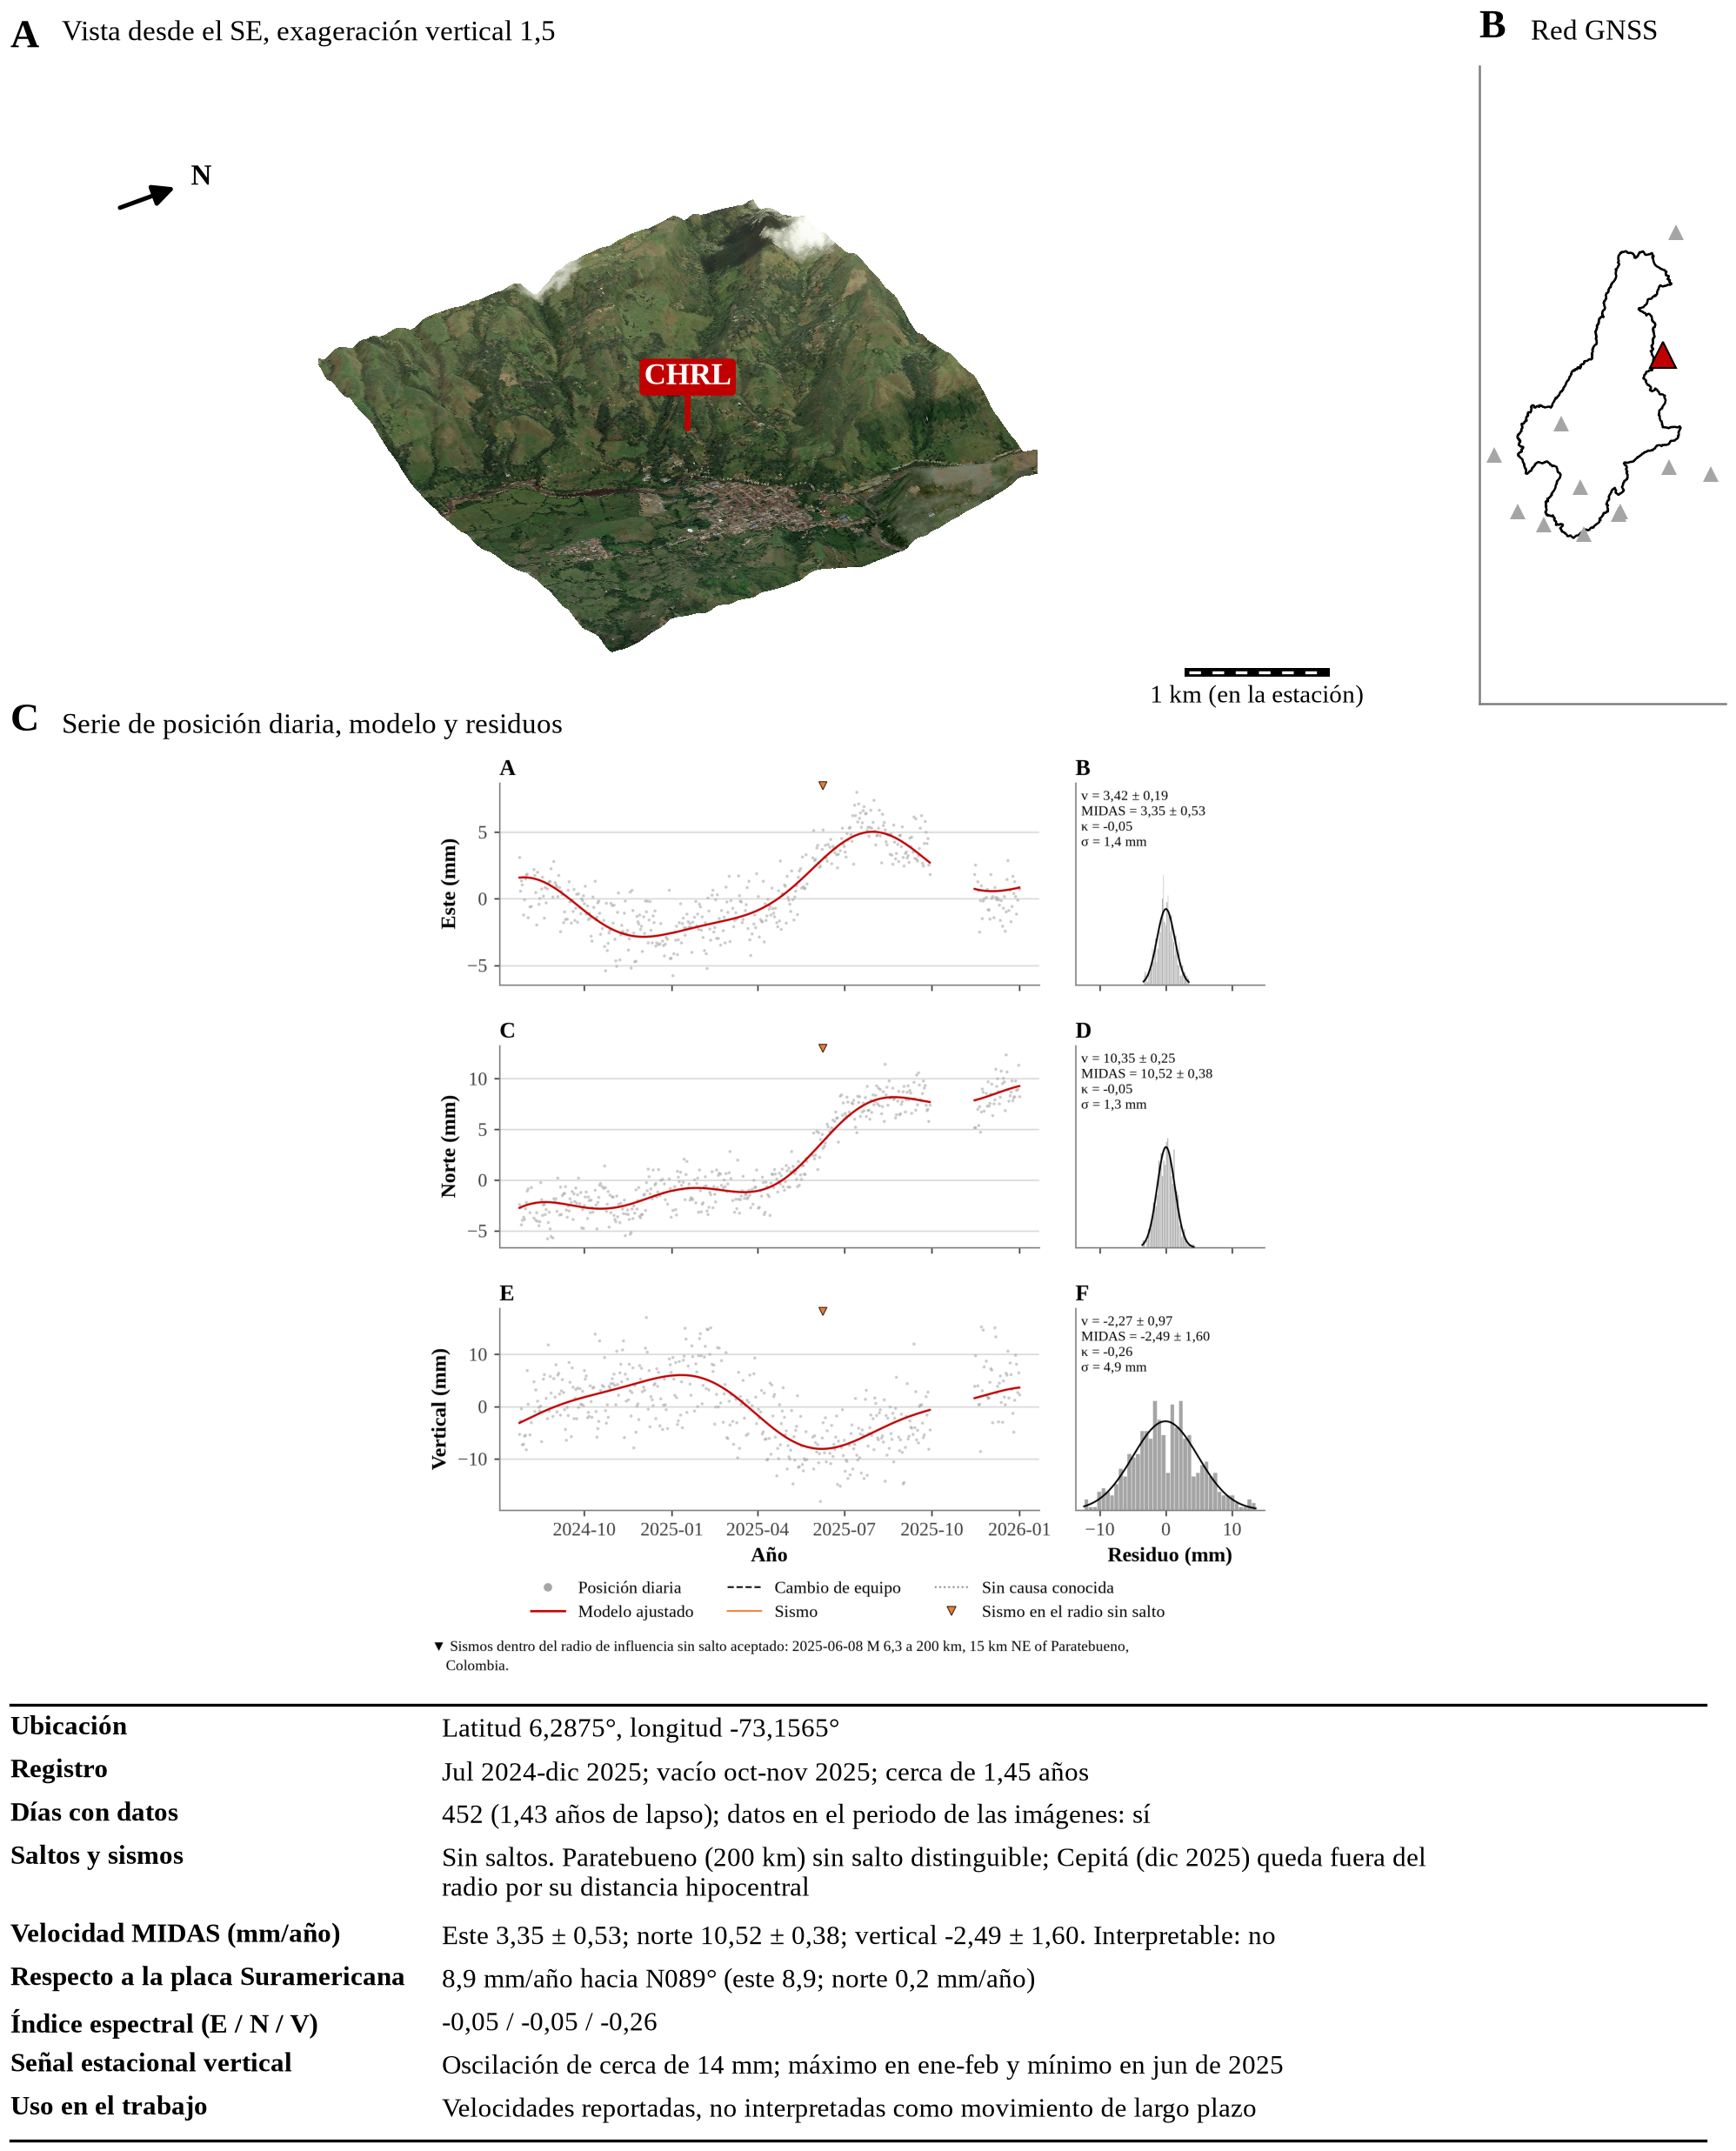 A Vista desde el SE, exageración vertical 1,5
B Red GNSS
N
CHRL
1 km (en la estación)
C Serie de posición diaria, modelo y residuos
A
Este (mm)
5
0
−5
B
v = 3,42 ± 0,19
MIDAS = 3,35 ± 0,53
κ = -0,05
σ = 1,4 mm
C
Norte (mm)
10
5
0
−5
D
v = 10,35 ± 0,25
MIDAS = 10,52 ± 0,38
κ = -0,05
σ = 1,3 mm
E
Vertical (mm)
10
0
−10
2024-10 2025-01 2025-04 2025-07 2025-10 2026-01
Año
F
v = -2,27 ± 0,97
MIDAS = -2,49 ± 1,60
κ = -0,26
σ = 4,9 mm
−10 0 10
Residuo (mm)
Posición diaria Cambio de equipo Sin causa conocida
Modelo ajustado Sismo Sismo en el radio sin salto
▼ Sismos dentro del radio de influencia sin salto aceptado: 2025-06-08 M 6,3 a 200 km, 15 km NE of Paratebueno,
Colombia.
Ubicación Latitud 6,2875°, longitud -73,1565°
Registro Jul 2024-dic 2025; vacío oct-nov 2025; cerca de 1,45 años
Días con datos 452 (1,43 años de lapso); datos en el periodo de las imágenes: sí
Saltos y sismos Sin saltos. Paratebueno (200 km) sin salto distinguible; Cepitá (dic 2025) queda fuera del
radio por su distancia hipocentral
Velocidad MIDAS (mm/año) Este 3,35 ± 0,53; norte 10,52 ± 0,38; vertical -2,49 ± 1,60. Interpretable: no
Respecto a la placa Suramericana 8,9 mm/año hacia N089° (este 8,9; norte 0,2 mm/año)
Índice espectral (E / N / V) -0,05 / -0,05 / -0,26
Señal estacional vertical Oscilación de cerca de 14 mm; máximo en ene-feb y mínimo en jun de 2025
Uso en el trabajo Velocidades reportadas, no interpretadas como movimiento de largo plazo